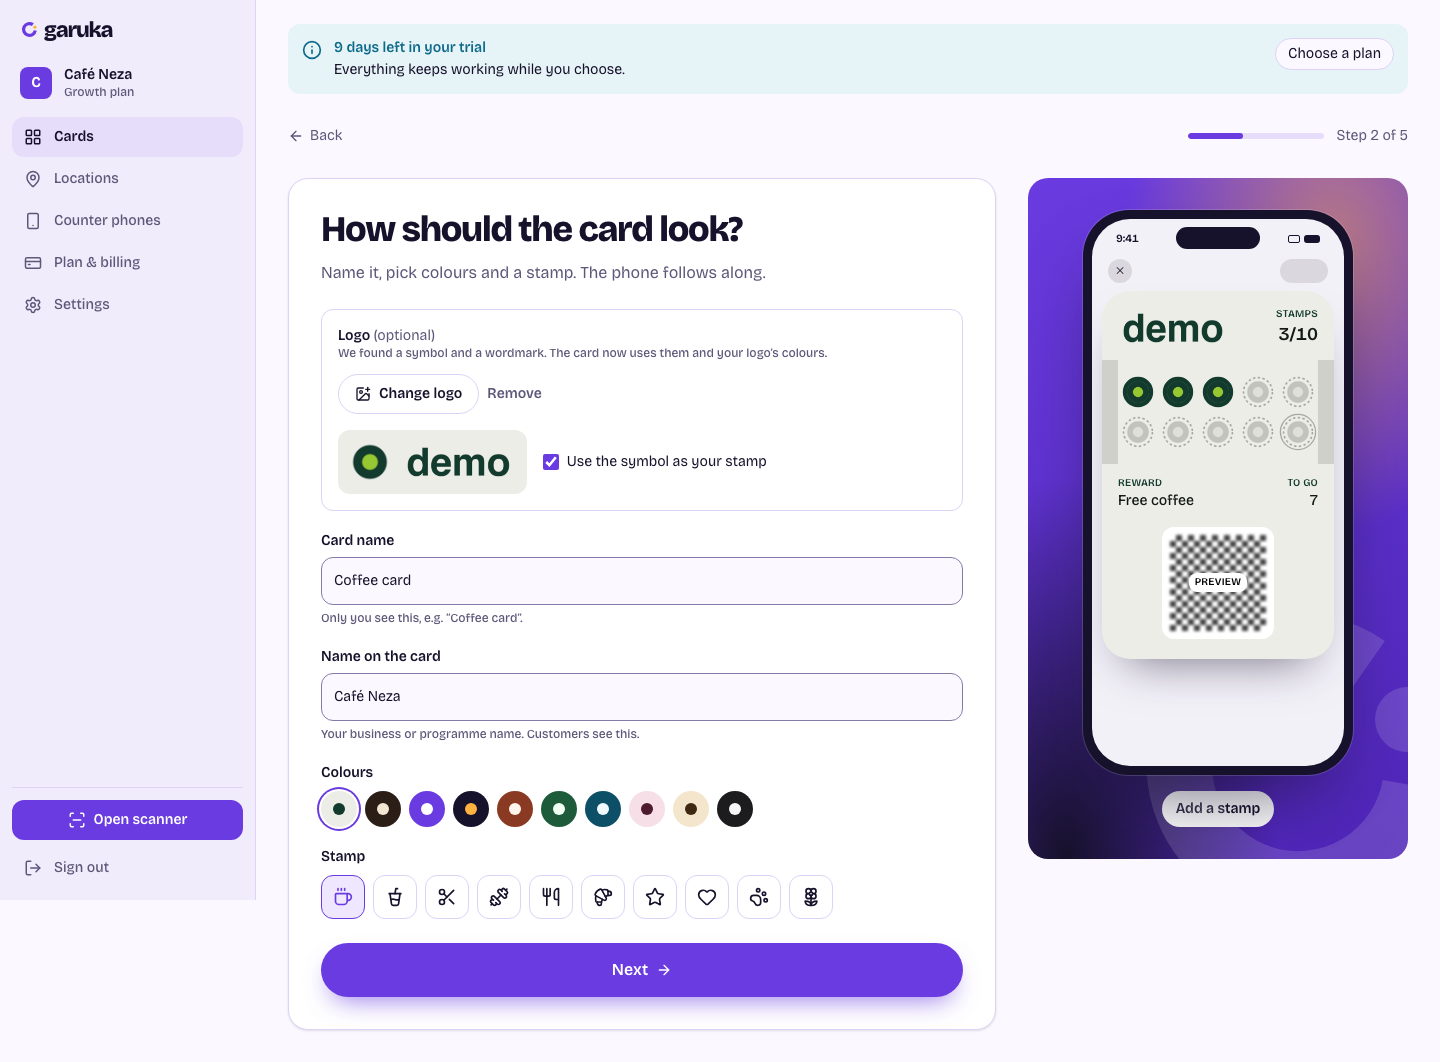 garuka
C
Café Neza
Growth plan
Cards
Locations
Counter phones
Plan & billing
Settings
Open scanner
Sign out
9 days left in your trial
Everything keeps working while you choose.
Choose a plan
Back
Step 2 of 5
How should the card look?
Name it, pick colours and a stamp. The phone follows along.
Logo (optional)
We found a symbol and a wordmark. The card now uses them and your logo's colours.
Change logo
Remove
demo
Use the symbol as your stamp
Card name
Coffee card
Only you see this, e.g. "Coffee card".
Name on the card
Café Neza
Your business or programme name. Customers see this.
Colours
Stamp
Next
9:41
demo
STAMPS
3/10
REWARD
TO GO
Free coffee
7
PREVIEW
Add a stamp